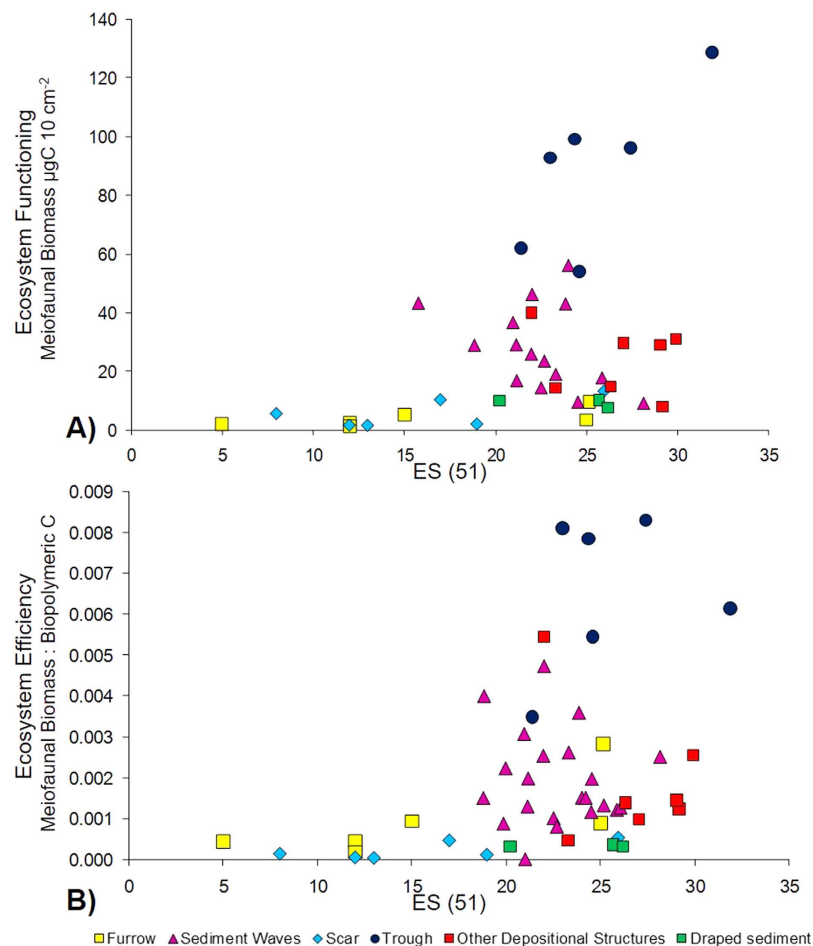 140
120
100
80
60
40
20
0
Ecosystem Functioning
Meiofaunal Biomass µgC 10 cm-2
0 5 10 15 20 25 30 35
A)
ES (51)
0.009
0.008
0.007
0.006
0.005
0.004
0.003
0.002
0.001
0.000
Ecosystem Efficiency
Meiofaunal Biomass : Biopolymeric C
0 5 10 15 20 25 30 35
B)
ES (51)
Furrow Sediment Waves Scar Trough Other Depositional Structures Draped sediment